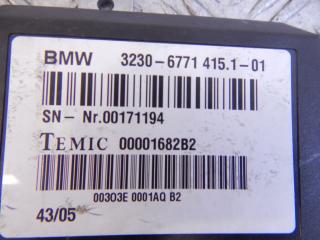 BMW 3230-6771 415.1-01
SN- Nr.00171194
TEMIC 00001682B2
00303E 0001AQ B2
43/05